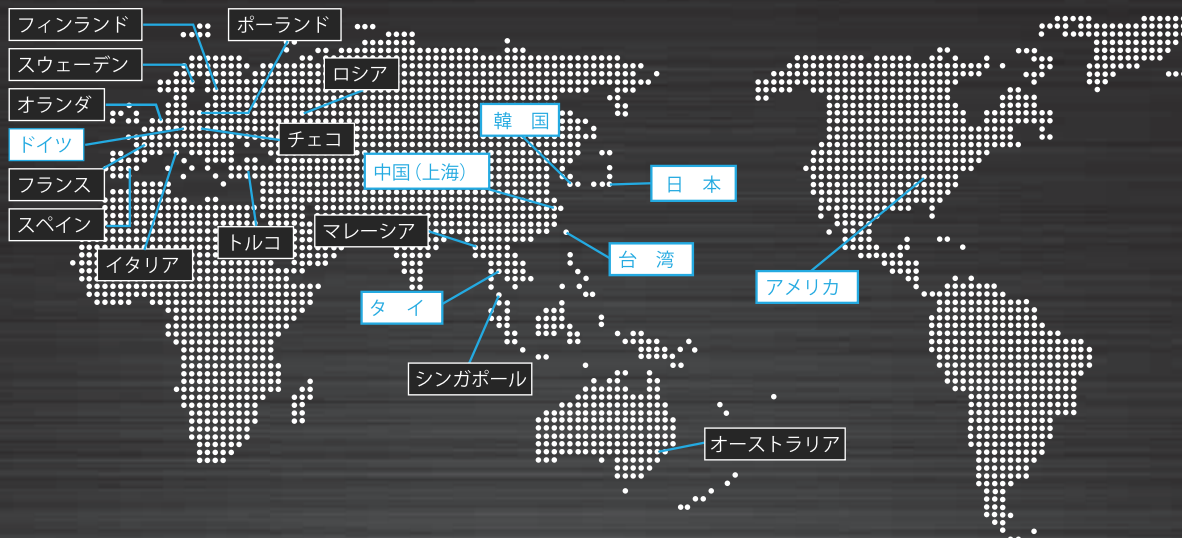 フィンランド
ポーランド
スウェーデン
ロシア
オランダ
韓　国
ドイツ
チェコ
中国（上海）
フランス
日　本
スペイン
マレーシア
トルコ
イタリア
台　湾
アメリカ
タ　イ
シンガポール
オーストラリア